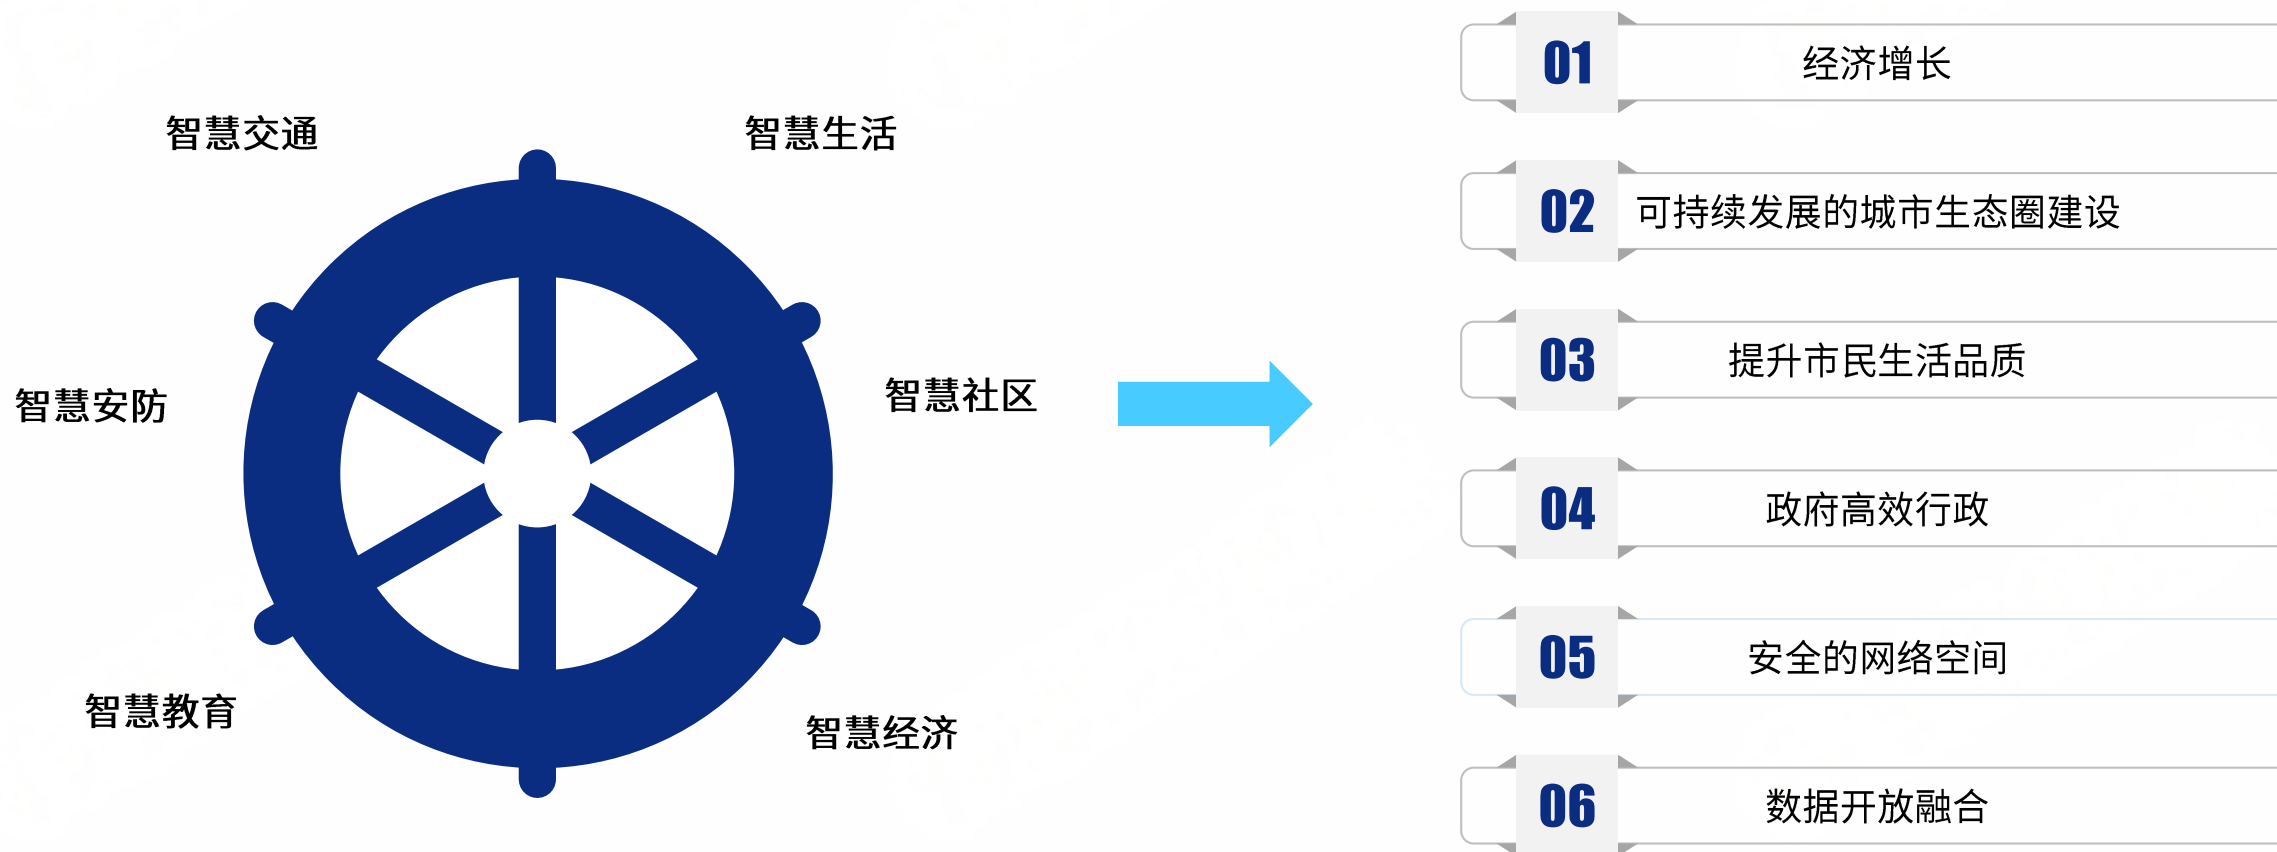 智慧交通
智慧生活
智慧安防
智慧社区
智慧教育
智慧经济
01
经济增长
02
可持续发展的城市生态圈建设
03
提升市民生活品质
04
政府高效行政
05
安全的网络空间
06
数据开放融合